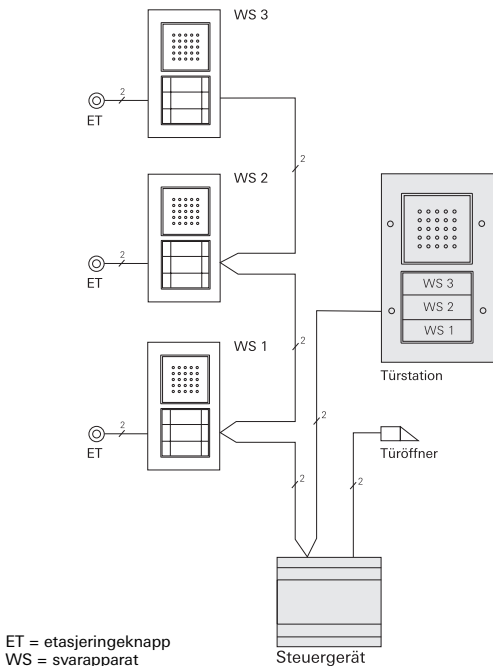 WS 3
2
ET
2
WS 2
2
ET
WS 3
WS 2
WS 1
2
WS 1
Türstation
2
ET
2
Türöffner
2
2
ET = etasjeringeknapp
WS = svarapparat
Steuergerät